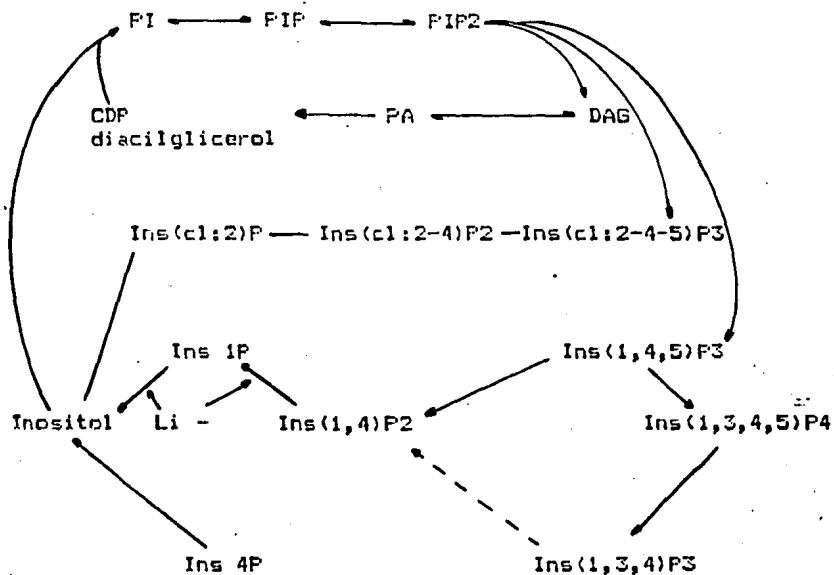 PI PIP PIP2
CDP PA DAG
diacilglicerol
Ins(c1:2)P Ins(c1:2-4)P2 Ins(c1:2-4-5)P3
Ins 1P Ins(1,4,5)P3
Inositol Li - Ins(1,4)P2 Ins(1,3,4,5)P4
Ins 4P Ins(1,3,4)P3